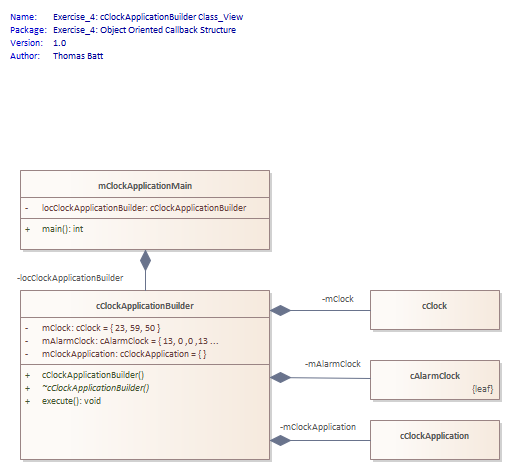 Name: Exercise_4: cClockApplicationBuilder Class_View
Package: Exercise_4: Object Oriented Callback Structure
Version: 1.0
Author: Thomas Batt
mClockApplicationMain
- locClockApplicationBuilder: cClockApplicationBuilder
+ main(): int
-locClockApplicationBuilder
cClockApplicationBuilder
- mClock: cClock = { 23, 59, 50 }
- mAlarmClock: cAlarmClock = { 13, 0 ,0 ,13 ...
- mClockApplication: cClockApplication = { }
+ cClockApplicationBuilder()
+ ~cClockApplicationBuilder()
+ execute(): void
-mClock
cClock
-mAlarmClock
cAlarmClock
{leaf}
-mClockApplication
cClockApplication